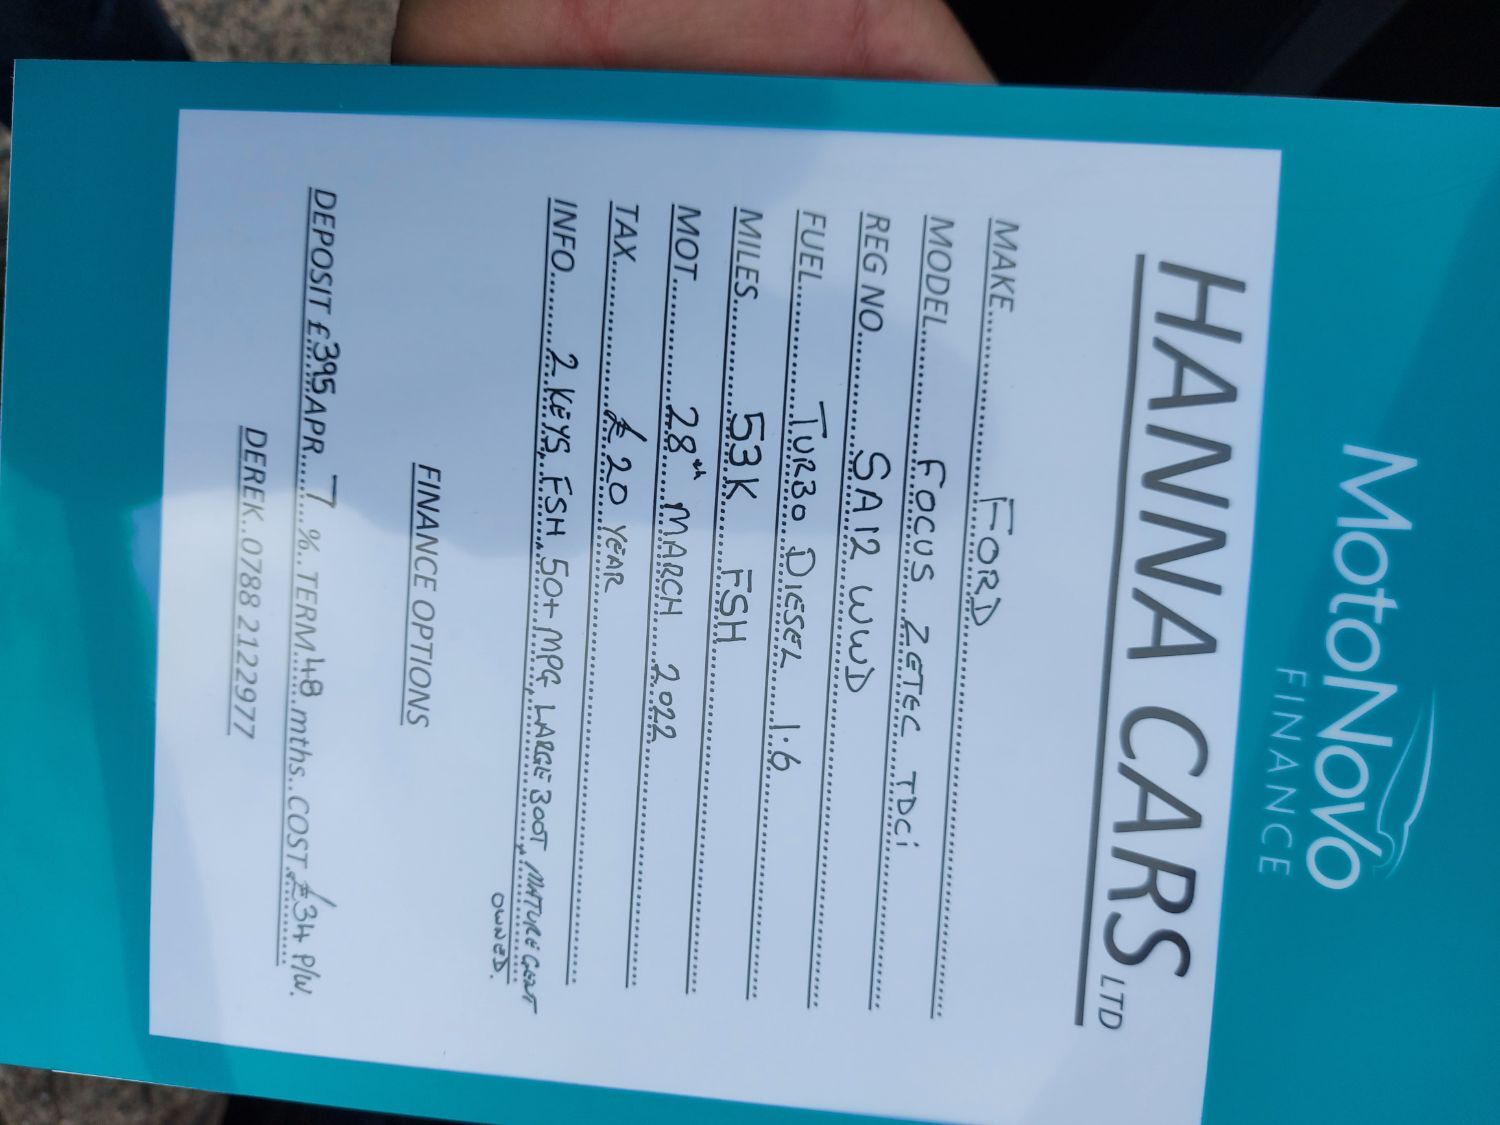 MotoNovo
FINANCE
HANNA CARS LTD
MAKE FORD
MODEL FOCUS ZETEC TDCi
REG NO SA12 WWD
FUEL TURBO DIESEL 1.6
MILES 53K FSH
MOT 28th MARCH 2022
TAX £20 YEAR
INFO 2 KEYS, FSH, 50+ MPG, LARGE BOOT, MATURE GENT
OWNED.
FINANCE OPTIONS
DEPOSIT £395 APR 7 %..TERM 48 mths..COST £34 P/W.
DEREK..0788 2122977